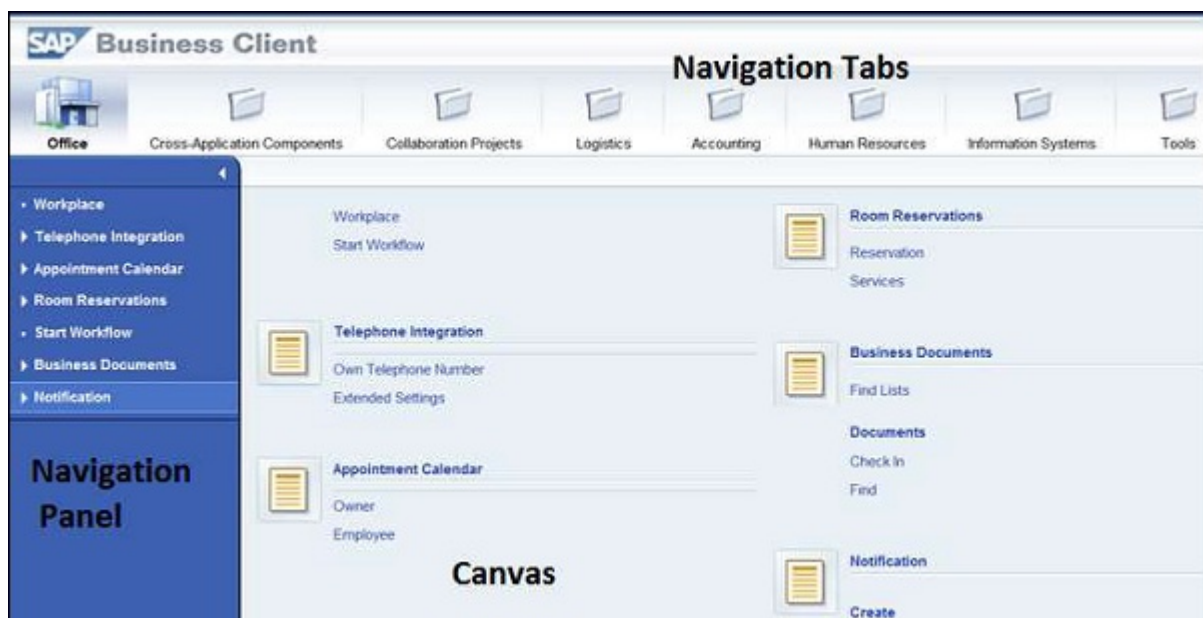 SAP Business Client
Navigation Tabs
Office Cross-Application Components Collaboration Projects Logistics Accounting Human Resources Information Systems Tools
Workplace
Telephone Integration
Appointment Calendar
Room Reservations
Start Workflow
Business Documents
Notification
Navigation
Panel
Workplace
Start Workflow
Telephone Integration
Own Telephone Number
Extended Settings
Appointment Calendar
Owner
Employee
Canvas
Room Reservations
Reservation
Services
Business Documents
Find Lists
Documents
Check In
Find
Notification
Create